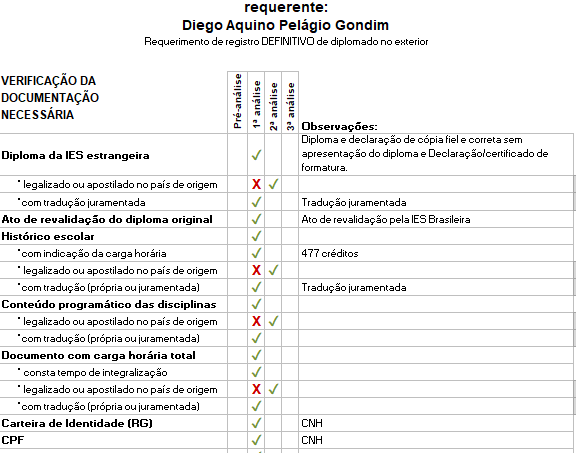 requerente:
Diego Aquino Pelágio Gondim
Requerimento de registro DEFINITIVO de diplomado no exterior
VERIFICAÇÃO DA
DOCUMENTAÇÃO
NECESSÁRIA
Pré-análise
1ª análise
2ª análise
3ª análise
Observações:
Diploma da IES estrangeira
Diploma e declaração de cópia fiel e correta sem
apresentação do diploma e Declaração/certificado de
formatura.
* legalizado ou apostilado no país de origem X
*com tradução juramentada Tradução juramentada
Ato de revalidação do diploma original Ato de revalidação pela IES Brasileira
Histórico escolar
*com indicação da carga horária 477 créditos
* legalizado ou apostilado no país de origem X
*com tradução (própria ou juramentada) Tradução juramentada
Conteúdo programático das disciplinas
* legalizado ou apostilado no país de origem X
*com tradução (própria ou juramentada)
Documento com carga horária total
* consta tempo de integralização
* legalizado ou apostilado no país de origem X
*com tradução (própria ou juramentada)
Carteira de Identidade (RG) CNH
CPF CNH